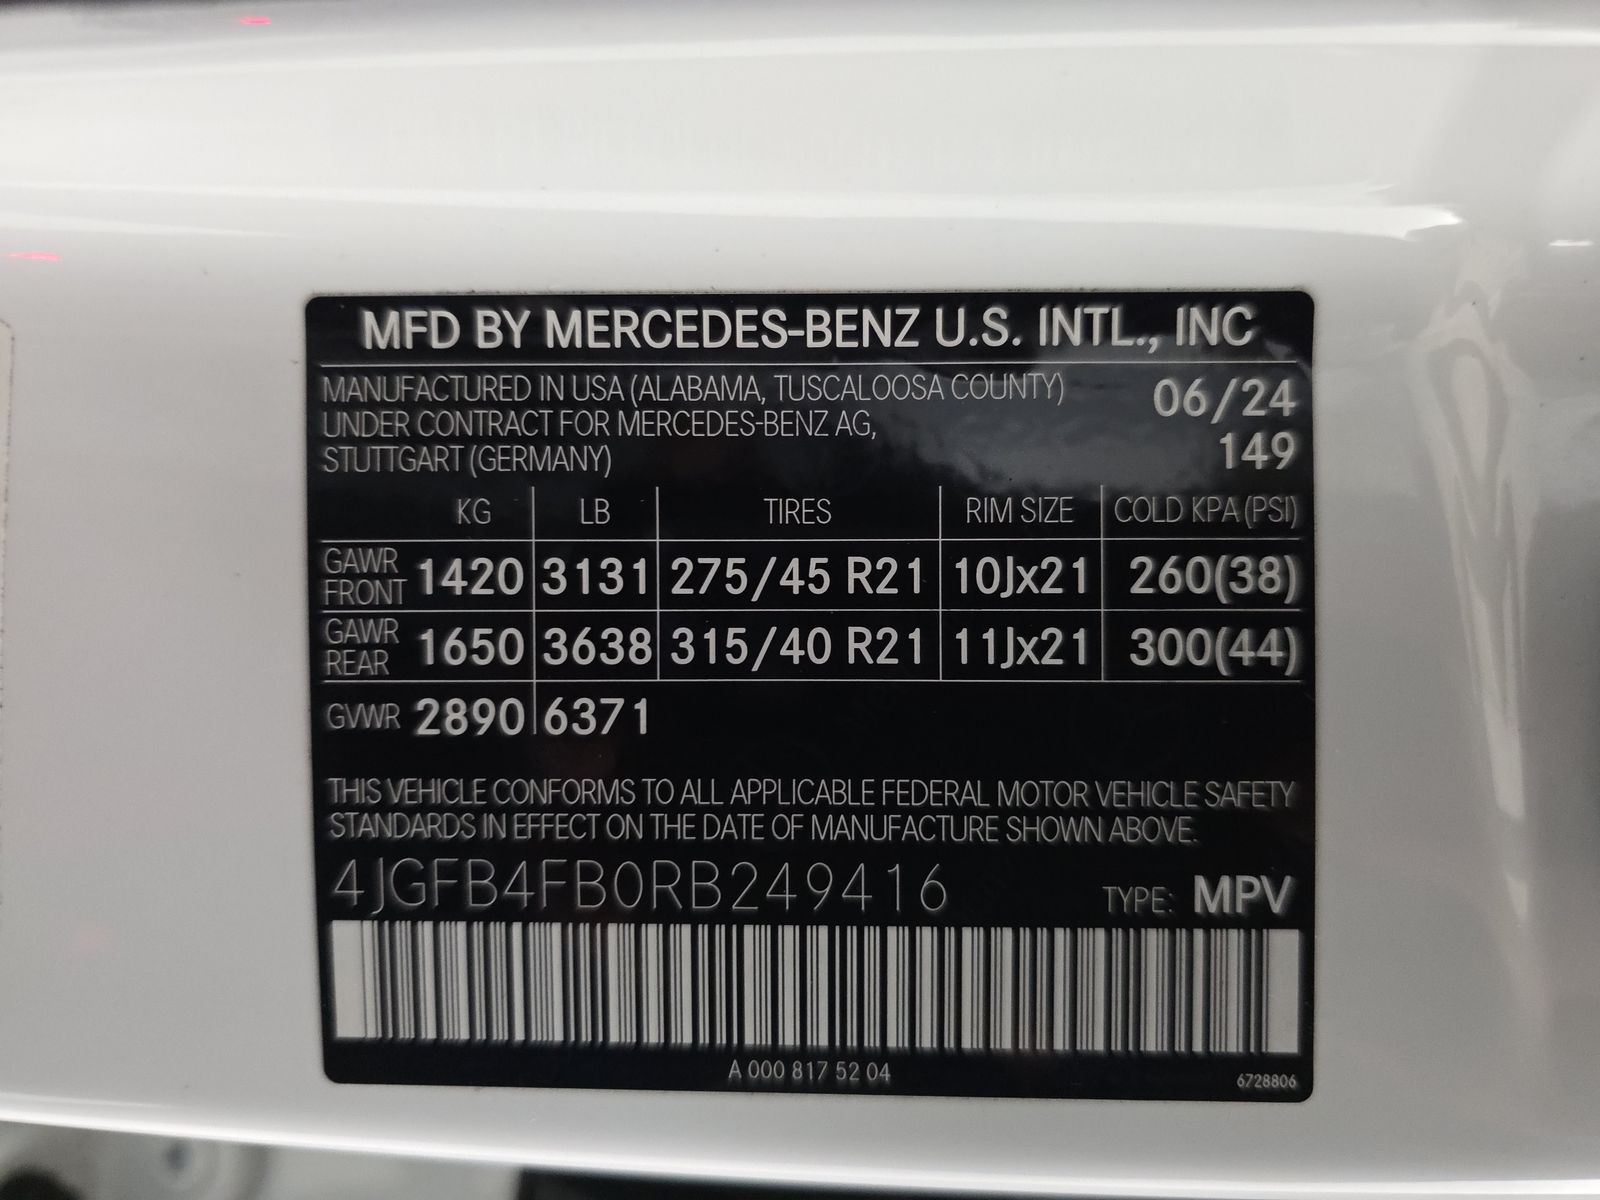 MFD BY MERCEDES-BENZ U.S. INTL., INC
MANUFACTURED IN USA (ALABAMA, TUSCALOOSA COUNTY) 06/24
UNDER CONTRACT FOR MERCEDES-BENZ AG,
STUTTGART (GERMANY) 149
KG LB TIRES RIM SIZE COLD KPA (PSI)
GAWR FRONT 1420 3131 275/45 R21 10Jx21 260(38)
GAWR REAR 1650 3638 315/40 R21 11Jx21 300(44)
GVWR 2890 6371
THIS VEHICLE CONFORMS TO ALL APPLICABLE FEDERAL MOTOR VEHICLE SAFETY
STANDARDS IN EFFECT ON THE DATE OF MANUFACTURE SHOWN ABOVE.
4JGFB4FB0RB249416 TYPE: MPV
A 000 817 52 04
6728806